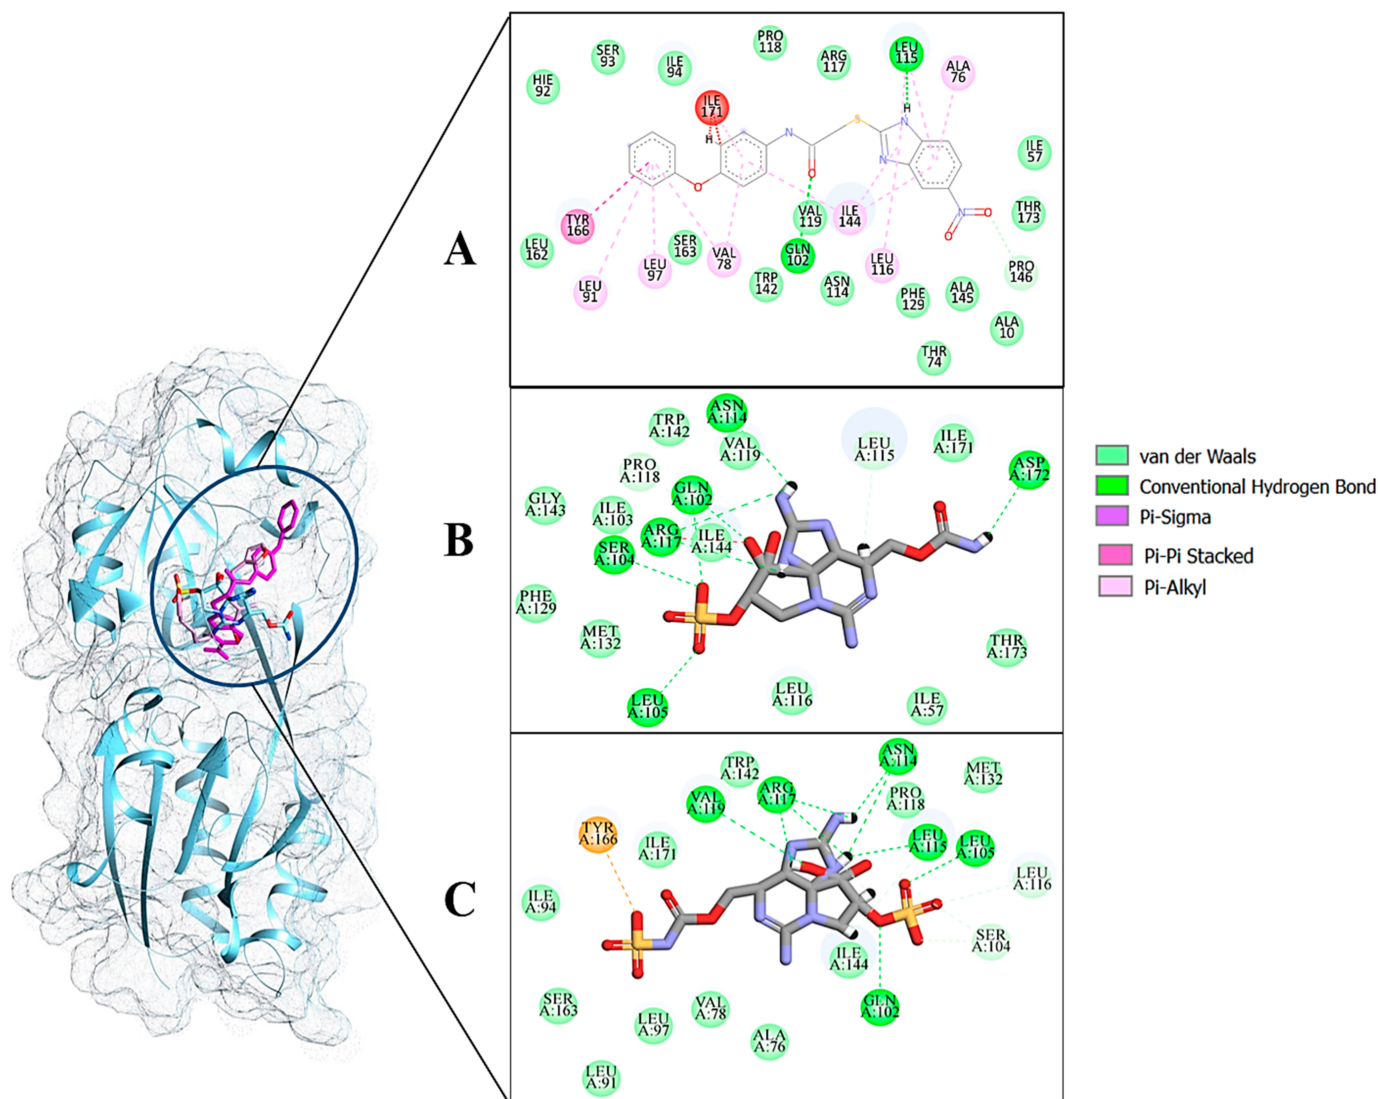 SER
93
PRO
118
LEU
115
ILE
94
ARG
117
ALA
76
HIE
92
ILE
171
H
H
N
N
S
O
N
ILE
57
O
VAL
119
ILE
144
N
O
THR
173
TYR
166
LEU
162
SER
163
VAL
78
GLN
102
O
LEU
116
PRO
146
LEU
97
LEU
91
TRP
142
ASN
114
PHE
129
ALA
145
ALA
10
THR
74
A
ASN
A:114
TRP
A:142
VAL
A:119
LEU
A:115
ILE
A:171
PRO
A:118
ASP
A:172
GLN
A:102
GLY
A:143
ILE
A:103
ARG
A:117
ILE
A:144
SER
A:104
PHE
A:129
MET
A:132
THR
A:173
LEU
A:105
LEU
A:116
ILE
A:57
B
TRP
A:142
ASN
A:114
MET
A:132
VAL
A:119
ARG
A:117
PRO
A:118
TYR
A:166
ILE
A:171
LEU
A:115
LEU
A:105
LEU
A:116
ILE
A:94
SER
A:104
ILE
A:144
SER
A:163
LEU
A:97
VAL
A:78
GLN
A:102
ALA
A:76
LEU
A:91
C
van der Waals
Conventional Hydrogen Bond
Pi-Sigma
Pi-Pi Stacked
Pi-Alkyl